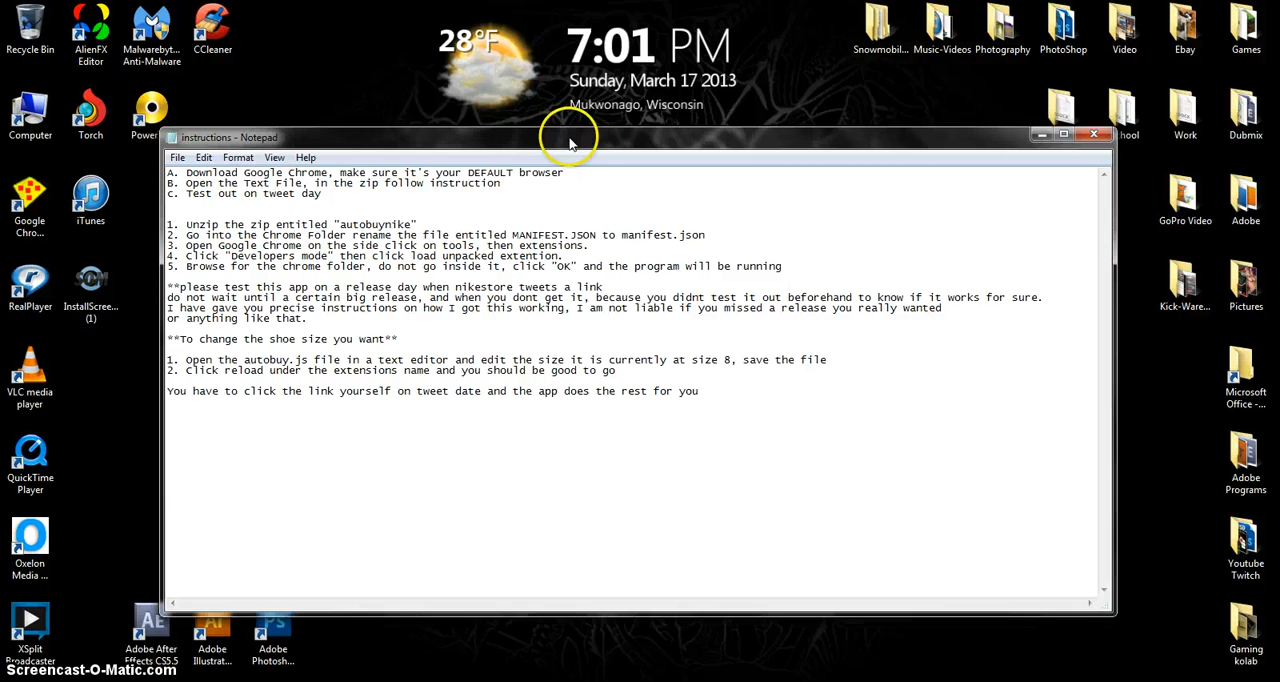 Recycle Bin
AlienFX
Editor
Malwarebyt...
Anti-Malware
CCleaner
28°F
7:01 PM
Sunday, March 17 2013
Mukwonago, Wisconsin
Snowmobil...
Music-Videos
Photography
PhotoShop
Video
Ebay
Games
Computer
Torch
Power
hool
Work
Dubmix
instructions - Notepad
File Edit Format View Help
A. Download Google Chrome, make sure it's your DEFAULT browser
B. Open the Text File, in the zip follow instruction
c. Test out on tweet day
1. Unzip the zip entitled "autobuynike"
2. Go into the Chrome Folder rename the file entitled MANIFEST.JSON to manifest.json
3. Open Google Chrome on the side click on tools, then extensions.
4. Click "Developers mode" then click load unpacked extention.
5. Browse for the chrome folder, do not go inside it, click "OK" and the program will be running
**please test this app on a release day when nikestore tweets a link
do not wait until a certain big release, and when you dont get it, because you didnt test it out beforehand to know if it works for sure.
I have gave you precise instructions on how I got this working, I am not liable if you missed a release you really wanted
or anything like that.
**To change the shoe size you want**
1. Open the autobuy.js file in a text editor and edit the size it is currently at size 8, save the file
2. Click reload under the extensions name and you should be good to go
You have to click the link yourself on tweet date and the app does the rest for you
Google
Chro...
iTunes
GoPro Video
Adobe
RealPlayer
InstallScree...
(1)
Kick-Ware...
Pictures
VLC media
player
Microsoft
Office -...
QuickTime
Player
Adobe
Programs
Oxelon
Media ...
Youtube
Twitch
XSplit
Broadcaster
AE
Adobe After
Effects CS5.5
Ai
Adobe
Illustrat...
Ps
Adobe
Photosh...
Gaming
kolab
Screencast-O-Matic.com